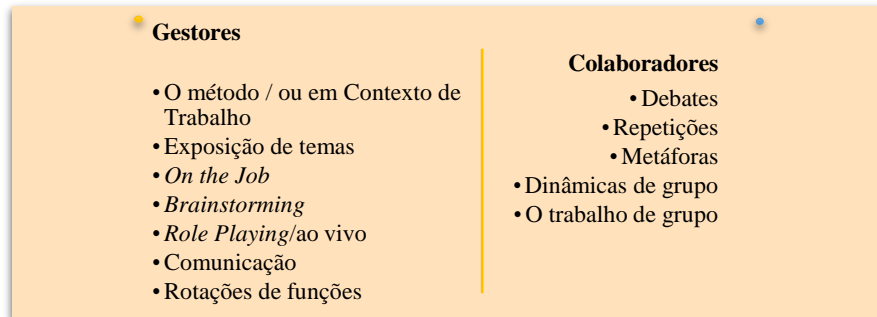 Gestores
• O método / ou em Contexto de
Trabalho
• Exposição de temas
• On the Job
• Brainstorming
• Role Playing/ao vivo
• Comunicação
• Rotações de funções
Colaboradores
• Debates
• Repetições
• Metáforas
• Dinâmicas de grupo
• O trabalho de grupo